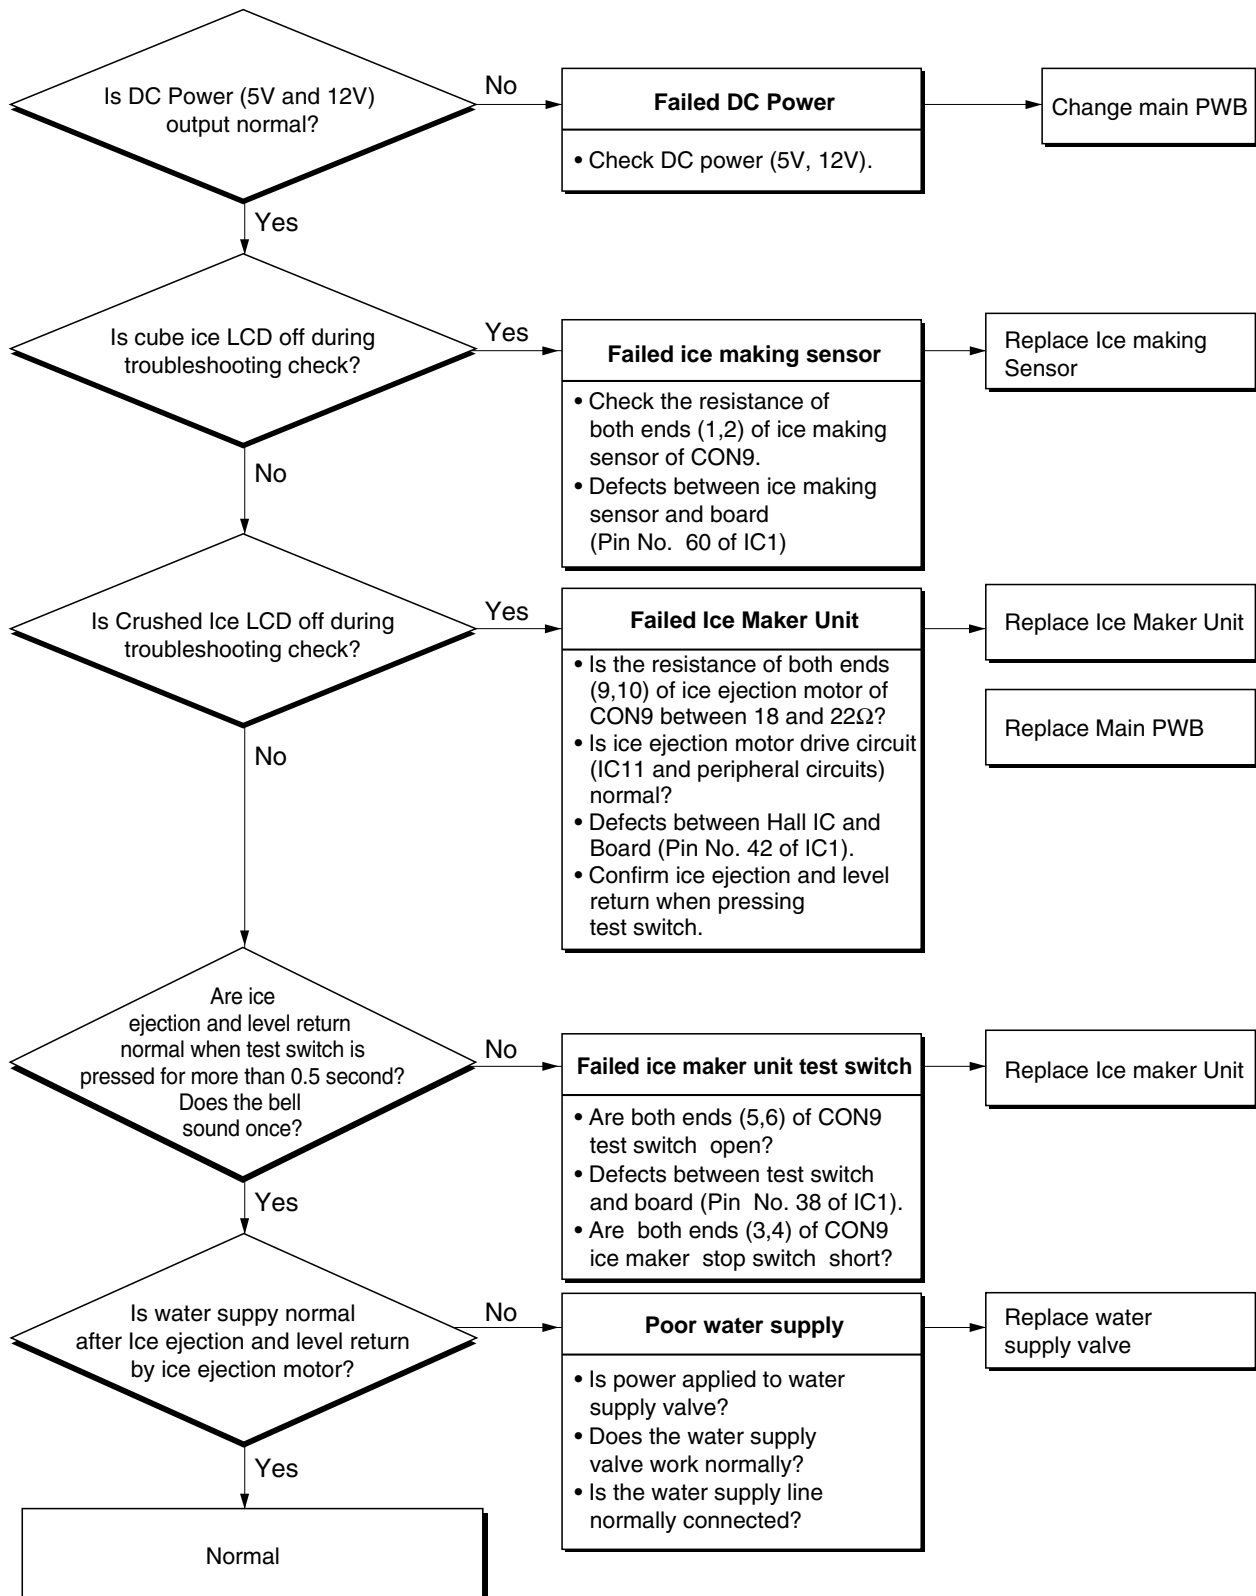 Is DC Power (5V and 12V)
output normal?
No
Failed DC Power
• Check DC power (5V, 12V).
Change main PWB
Yes
Is cube ice LCD off during
troubleshooting check?
Yes
Failed ice making sensor
• Check the resistance of
both ends (1,2) of ice making
sensor of CON9.
• Defects between ice making
sensor and board
(Pin No. 60 of IC1)
Replace Ice making
Sensor
No
Is Crushed Ice LCD off during
troubleshooting check?
Yes
Failed Ice Maker Unit
• Is the resistance of both ends
(9,10) of ice ejection motor of
CON9 between 18 and 22Ω?
• Is ice ejection motor drive circuit
(IC11 and peripheral circuits)
normal?
• Defects between Hall IC and
Board (Pin No. 42 of IC1).
• Confirm ice ejection and level
return when pressing
test switch.
Replace Ice Maker Unit
Replace Main PWB
No
Are ice
ejection and level return
normal when test switch is
pressed for more than 0.5 second?
Does the bell
sound once?
No
Failed ice maker unit test switch
• Are both ends (5,6) of CON9
test switch open?
• Defects between test switch
and board (Pin No. 38 of IC1).
• Are both ends (3,4) of CON9
ice maker stop switch short?
Replace Ice maker Unit
Yes
Is water suppy normal
after Ice ejection and level return
by ice ejection motor?
No
Poor water supply
• Is power applied to water
supply valve?
• Does the water supply
valve work normally?
• Is the water supply line
normally connected?
Replace water
supply valve
Yes
Normal